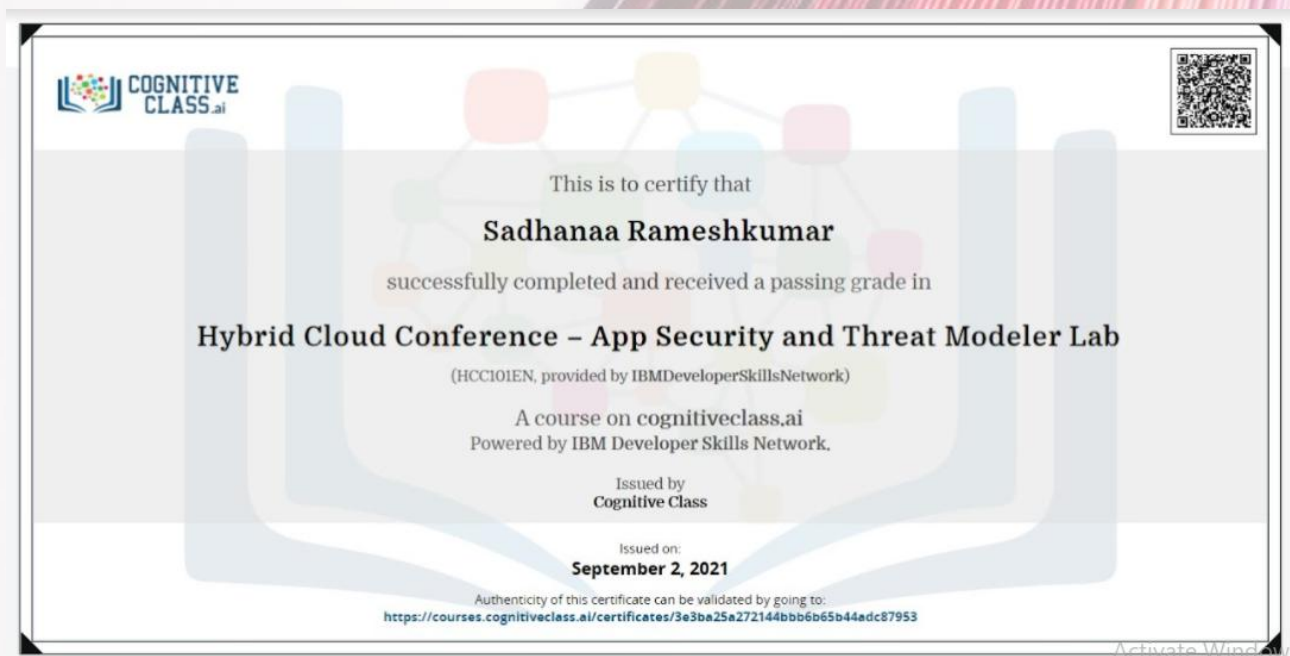 COGNITIVE
CLASS.ai
This is to certify that
Sadhanaa Rameshkumar
successfully completed and received a passing grade in
Hybrid Cloud Conference – App Security and Threat Modeler Lab
(HCC101EN, provided by IBMDeveloperSkillsNetwork)
A course on cognitiveclass.ai
Powered by IBM Developer Skills Network.
Issued by
Cognitive Class
Issued on:
September 2, 2021
Authenticity of this certificate can be validated by going to:
https://courses.cognitiveclass.ai/certificates/3e3ba25a272144bbb6b65b44adc87953
Activate Window